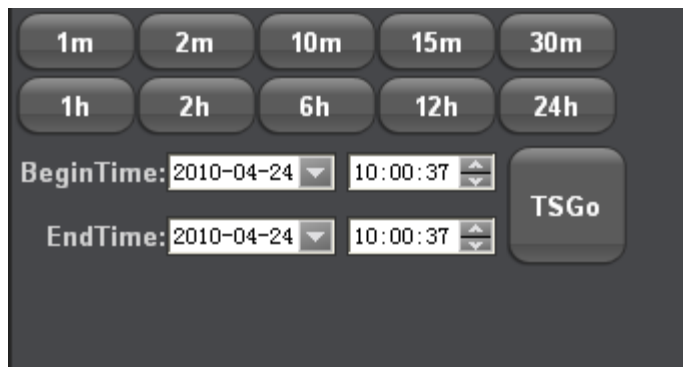 1m 2m 10m 15m 30m
1h 2h 6h 12h 24h
BeginTime: 2010-04-24 10:00:37
TSGo
EndTime: 2010-04-24 10:00:37